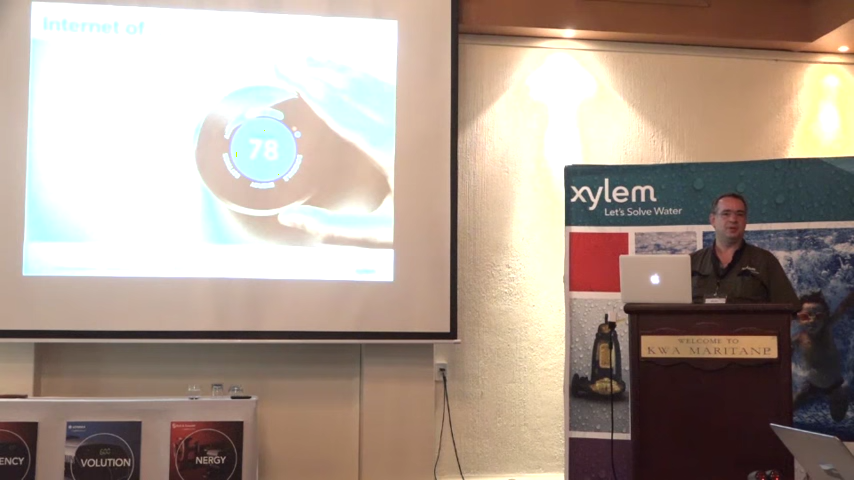 Internet of
78
xylem
Let's Solve Water
WELCOME TO
KWA MARITANE
ENCY
VOLUTION
NERGY